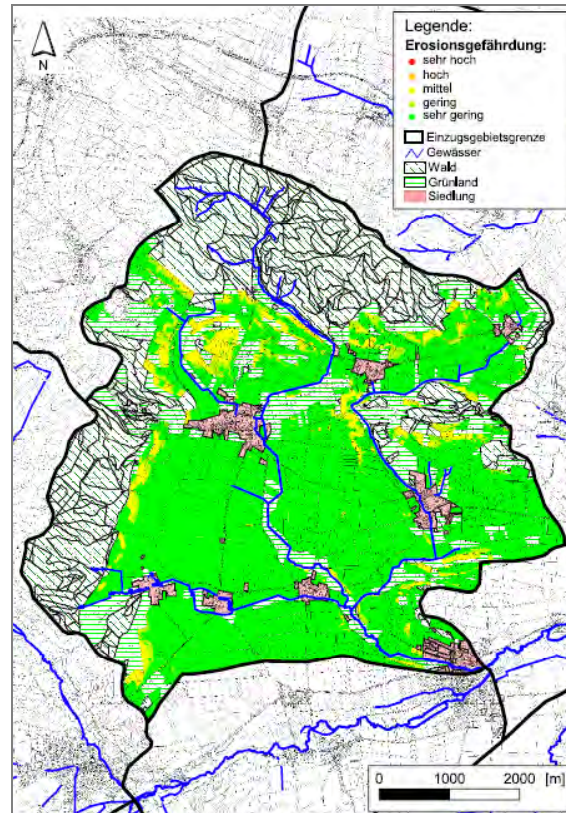 N
Legende:
Erosionsgefährdung:
sehr hoch
hoch
mittel
gering
sehr gering
Einzugsgebietsgrenze
Gewässer
Wald
Grünland
Siedlung
0 1000 2000 [m]